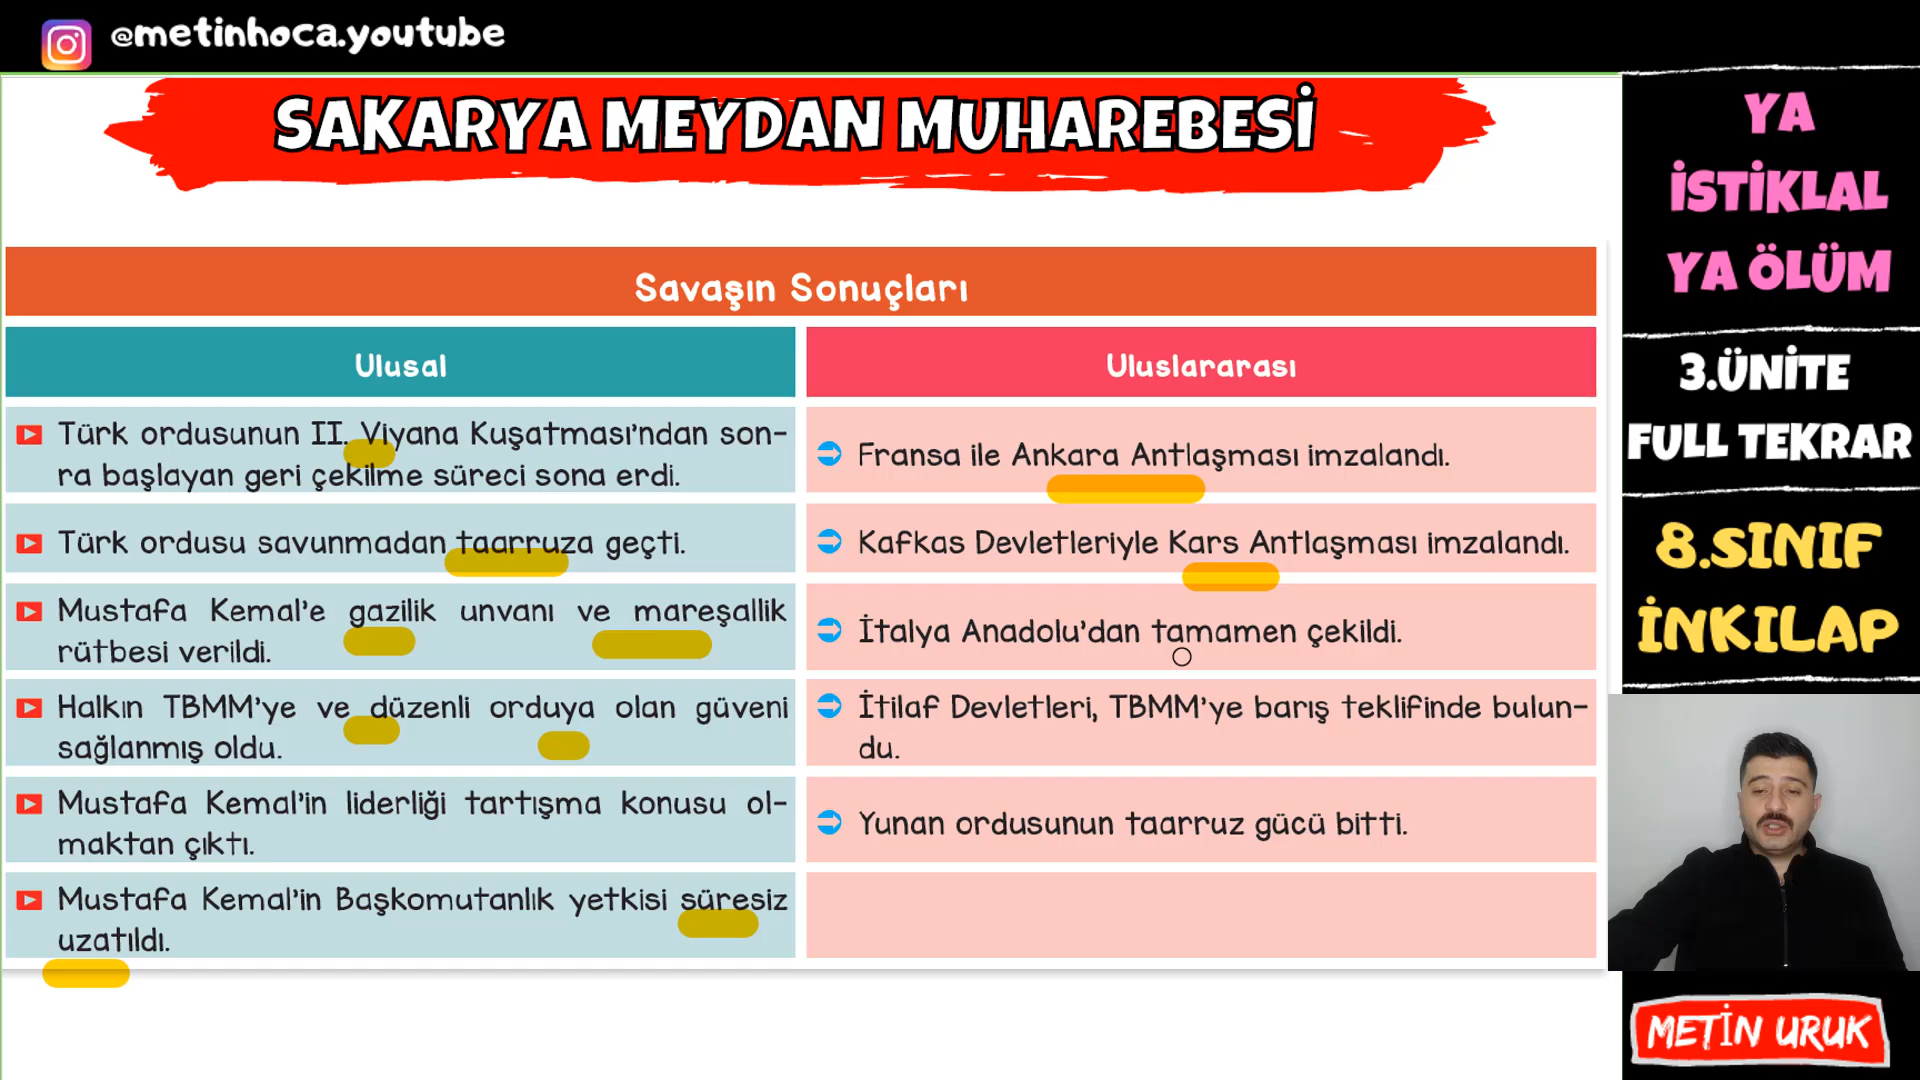 @metinhoca.youtube
SAKARYA MEYDAN MUHAREBESİ
Savaşın Sonuçları
Ulusal
Türk ordusunun II. Viyana Kuşatması'ndan son-
ra başlayan geri çekilme süreci sona erdi.
Türk ordusu savunmadan taarruza geçti.
Mustafa Kemal'e gazilik unvanı ve mareşallik
rütbesi verildi.
Halkın TBMM'ye ve düzenli orduya olan güveni
sağlanmış oldu.
Mustafa Kemal'in liderliği tartışma konusu ol-
maktan çıktı.
Mustafa Kemal'in Başkomutanlık yetkisi süresiz
uzatıldı.
Uluslararası
Fransa ile Ankara Antlaşması imzalandı.
Kafkas Devletleriyle Kars Antlaşması imzalandı.
İtalya Anadolu'dan tamamen çekildi.
İtilaf Devletleri, TBMM'ye barış teklifinde bulun-
du.
Yunan ordusunun taarruz gücü bitti.
YA
İSTİKLAL
YA ÖLÜM
3.ÜNİTE
FULL TEKRAR
8.SINIF
İNKILAP
METİN URUK